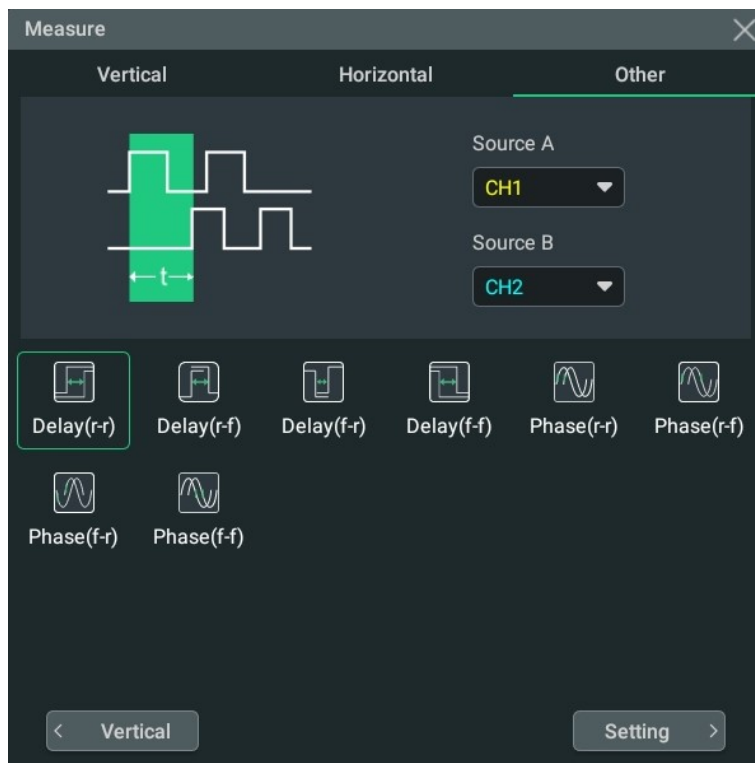 Measure
Vertical Horizontal Other
Source A
CH1
Source B
CH2
t
Delay(r-r) Delay(r-f) Delay(f-r) Delay(f-f) Phase(r-r) Phase(r-f)
Phase(f-r) Phase(f-f)
< Vertical Setting >